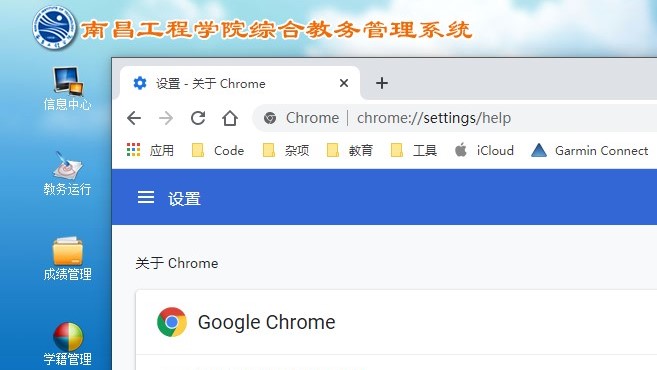 南昌工程学院综合教务管理系统
信息中心
教务运行
成绩管理
学籍管理
设置 - 关于 Chrome
Chrome | chrome://settings/help
应用 Code 杂项 教育 工具 iCloud Garmin Connect
设置
关于 Chrome
Google Chrome